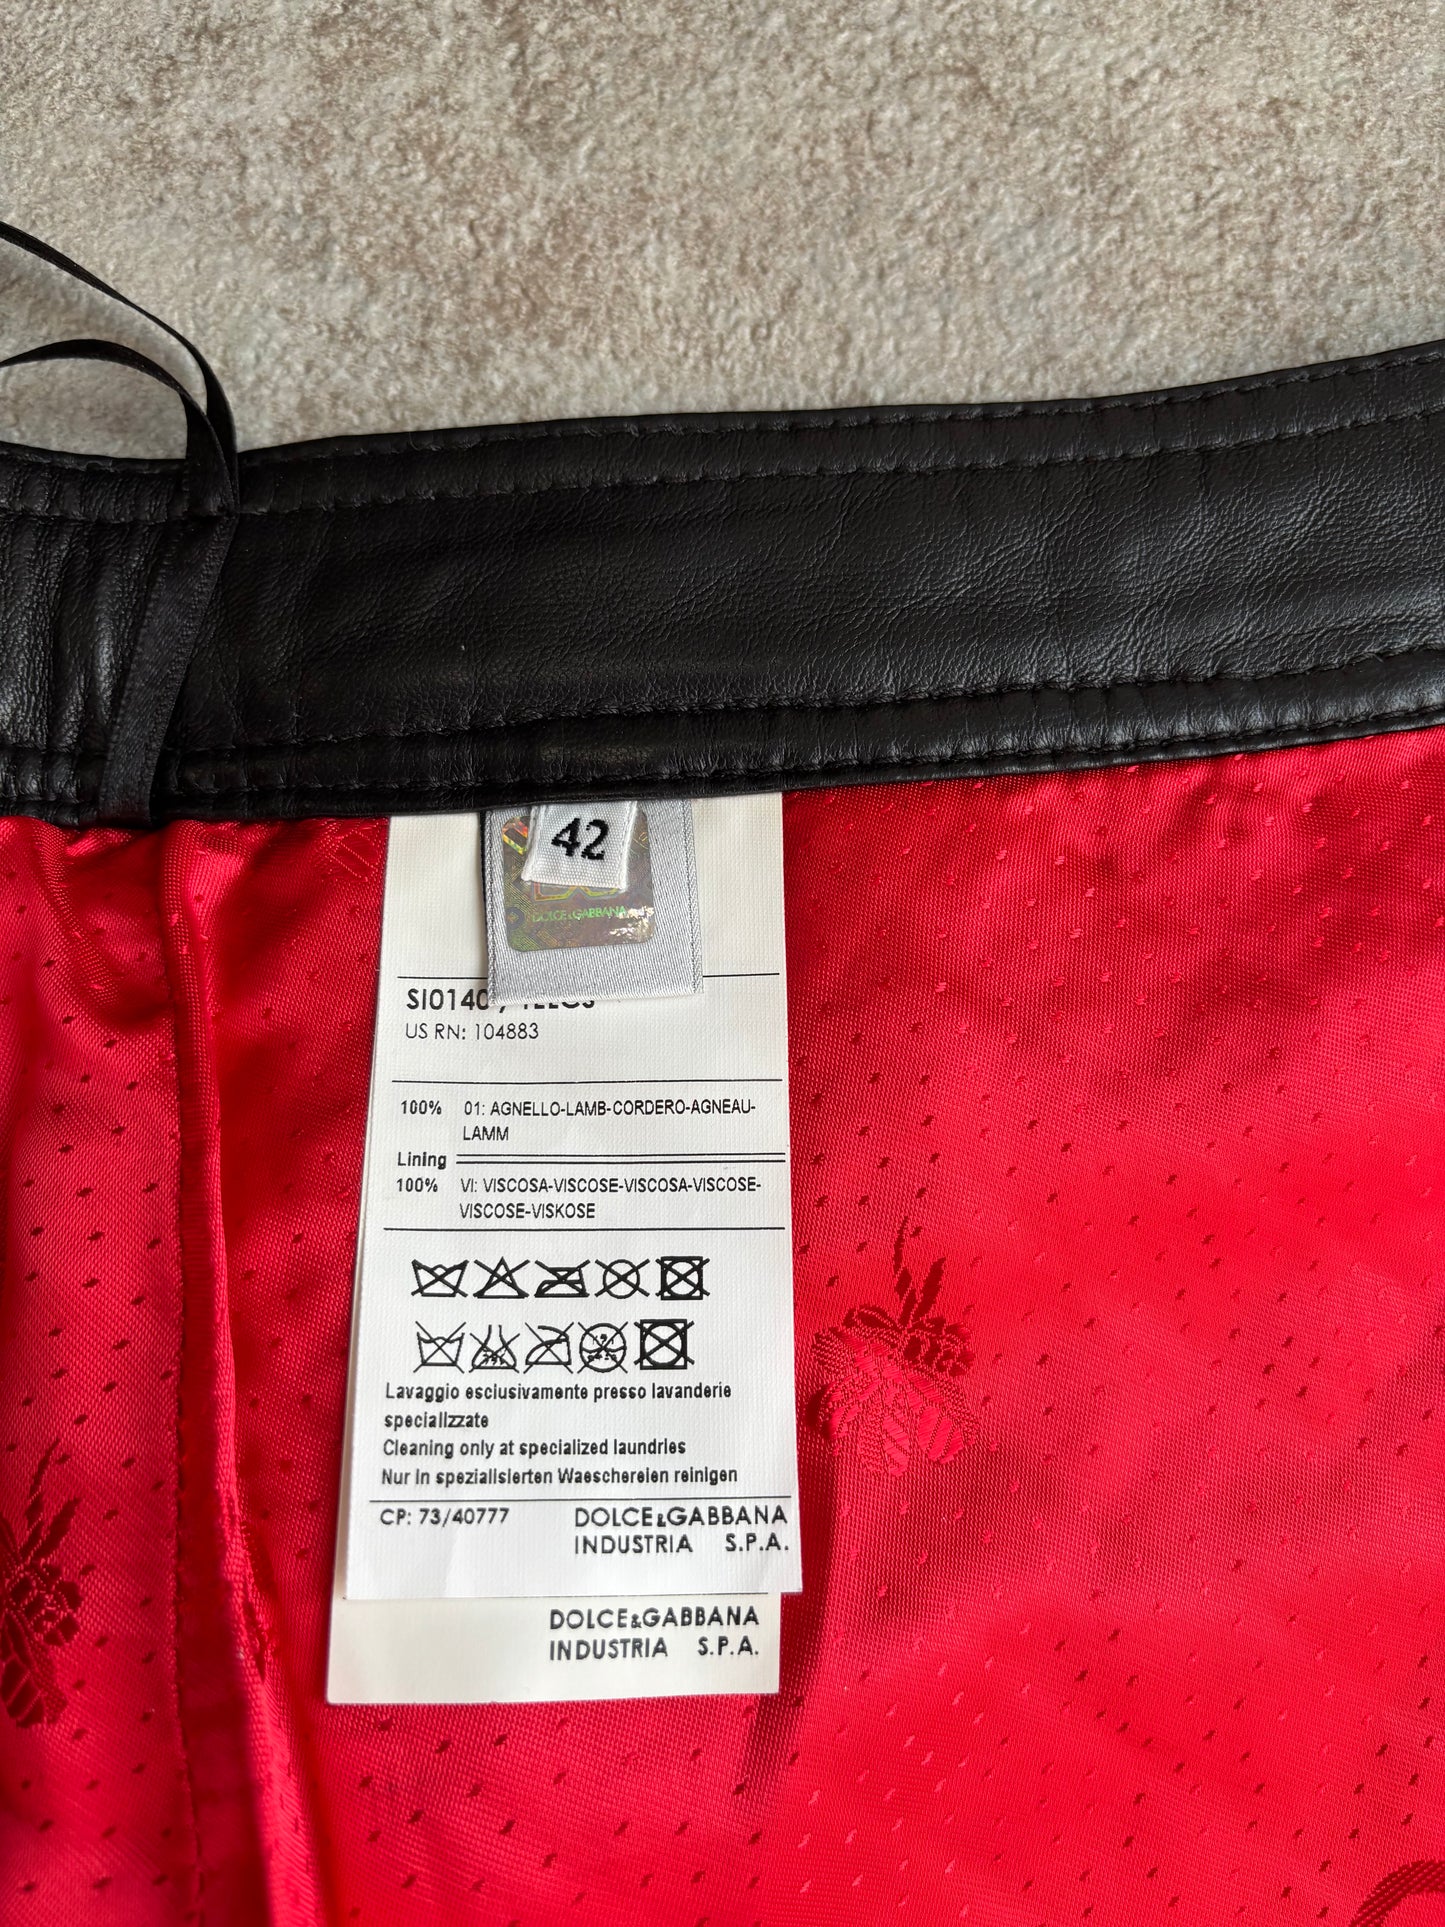 42
DOLCE&GABBANA
SI0140
US RN: 104883
100% 01: AGNELLO-LAMB-CORDERO-AGNEAU-
LAMM
Lining
100% VI: VISCOSA-VISCOSE-VISCOSA-VISCOSE-
VISCOSE-VISKOSE
Lavaggio esclusivamente presso lavanderie
specializzate
Cleaning only at specialized laundries
Nur in spezialisierten Waeschereien reinigen
CP: 73/40777 DOLCE&GABBANA
INDUSTRIA S.P.A.
DOLCE&GABBANA
INDUSTRIA S.P.A.